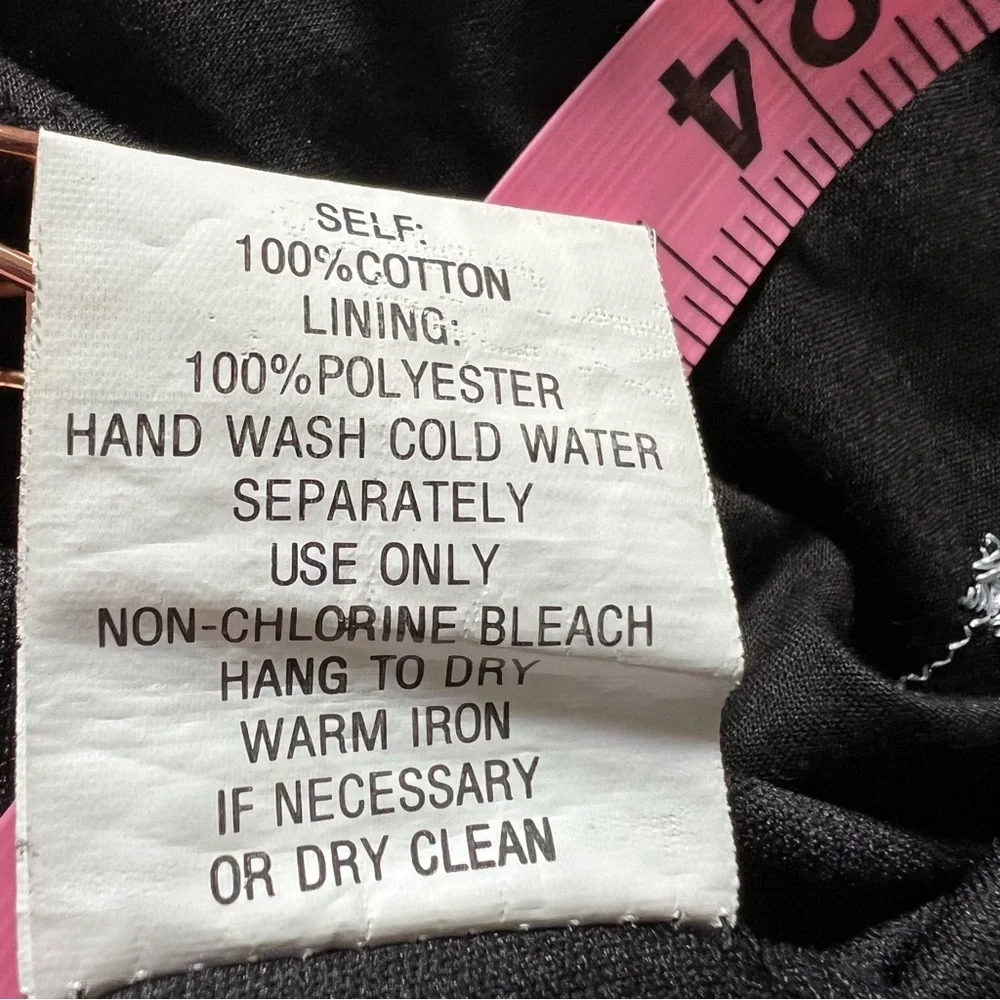 SELF:
100%COTTON
LINING:
100%POLYESTER
HAND WASH COLD WATER
SEPARATELY
USE ONLY
NON-CHLORINE BLEACH
HANG TO DRY
WARM IRON
IF NECESSARY
OR DRY CLEAN
4